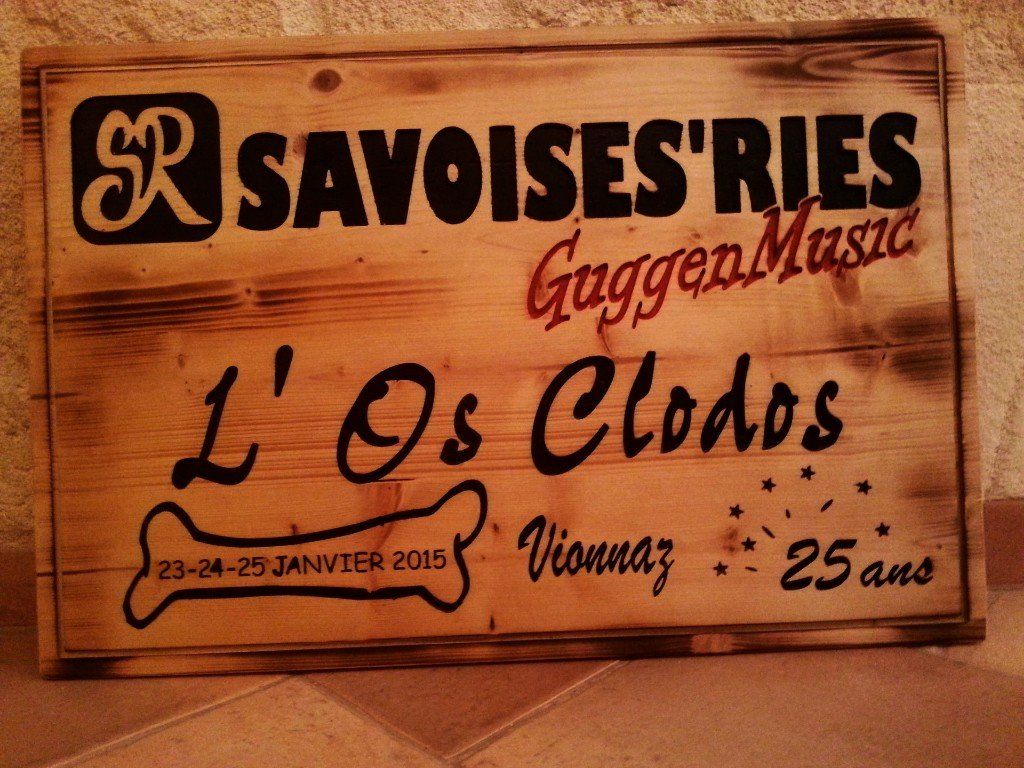 SR SAVOISES'RIES
GuggenMusic
L'Os Clodos
23-24-25 JANVIER 2015
Vionnaz
25 ans